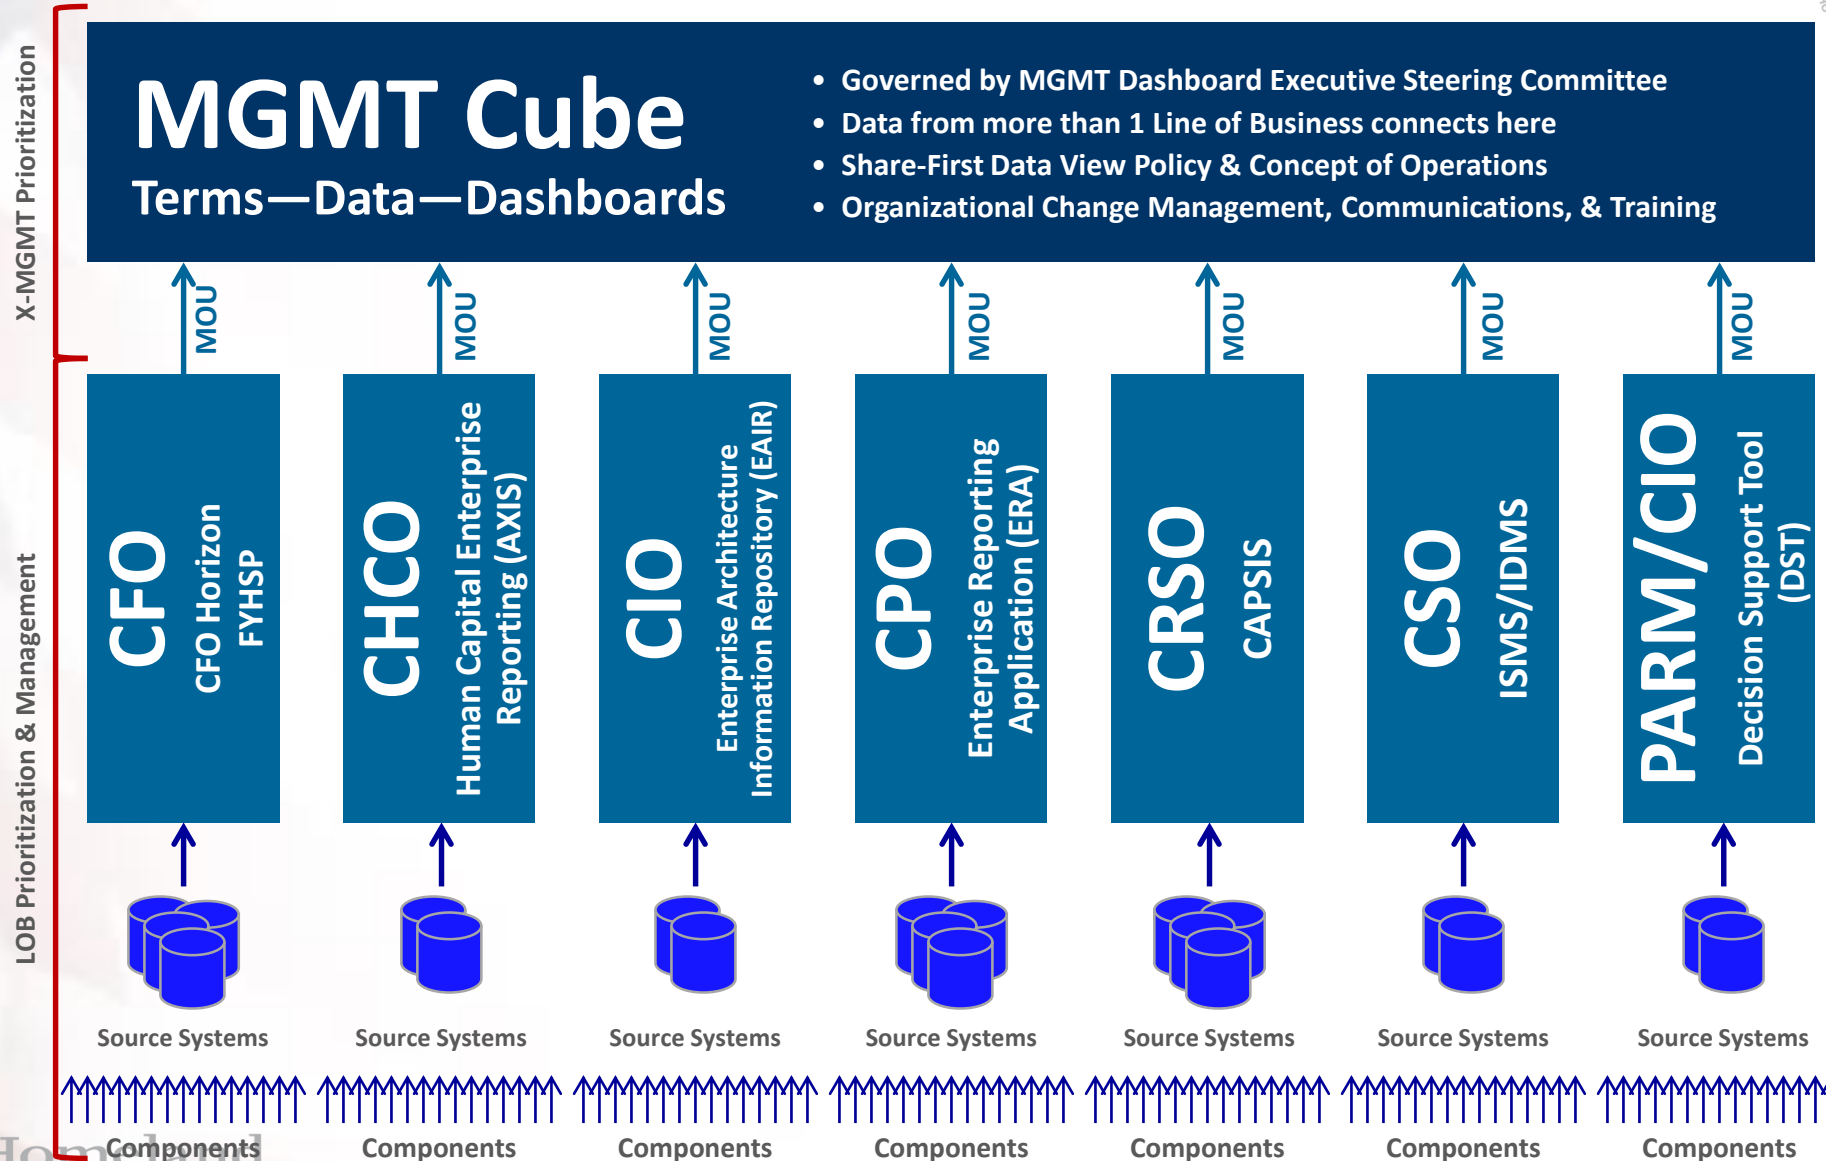 X-MGMT Prioritization
MGMT Cube
Terms—Data—Dashboards
• Governed by MGMT Dashboard Executive Steering Committee
• Data from more than 1 Line of Business connects here
• Share-First Data View Policy & Concept of Operations
• Organizational Change Management, Communications, & Training
MOU
MOU
MOU
MOU
MOU
MOU
MOU
LOB Prioritization & Management
CFO
CFO Horizon
FYHSP
CHCO
Human Capital Enterprise
Reporting (AXIS)
CIO
Enterprise Architecture
Information Repository (EAIR)
CPO
Enterprise Reporting
Application (ERA)
CRSO
CAPSIS
CSO
ISMS/IDMS
PARM/CIO
Decision Support Tool
(DST)
Source Systems
Source Systems
Source Systems
Source Systems
Source Systems
Source Systems
Source Systems
Components
Components
Components
Components
Components
Components
Components
Homeland